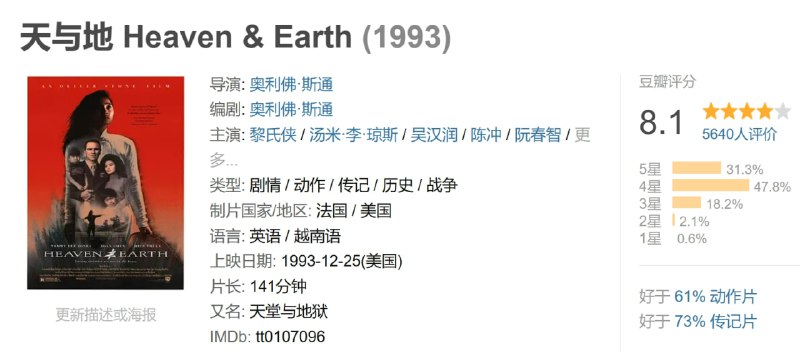 天与地 Heaven & Earth (1993)
AN OLIVER STONE FILM
TOMMY LEE JONES JOAN CHEN HIEP THI LE
HEAVEN & EARTH
更新描述或海报
导演: 奥利佛·斯通
编剧: 奥利佛·斯通
主演: 黎氏侠 / 汤米·李·琼斯 / 吴汉润 / 陈冲 / 阮春智 / 更
多...
类型: 剧情 / 动作 / 传记 / 历史 / 战争
制片国家/地区: 法国 / 美国
语言: 英语 / 越南语
上映日期: 1993-12-25(美国)
片长: 141分钟
又名: 天堂与地狱
IMDb: tt0107096
豆瓣评分
8.1
5640人评价
5星 31.3%
4星 47.8%
3星 18.2%
2星 2.1%
1星 0.6%
好于 61% 动作片
好于 73% 传记片